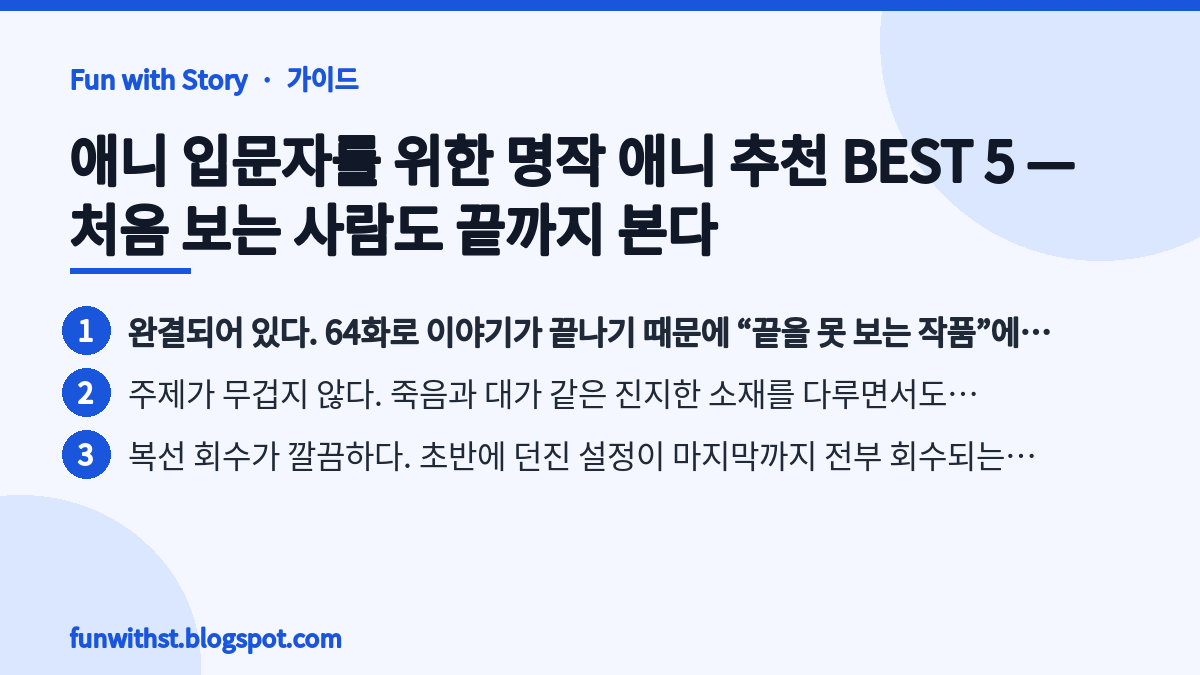 Fun with Story · 가이드
애니 입문자를 위한 명작 애니 추천 BEST 5 —
처음 보는 사람도 끝까지 본다
1 완결되어 있다. 64화로 이야기가 끝나기 때문에 “끝을 못 보는 작품”에…
2 주제가 무겁지 않다. 죽음과 대가 같은 진지한 소재를 다루면서도…
3 복선 회수가 깔끔하다. 초반에 던진 설정이 마지막까지 전부 회수되는…
funwithst.blogspot.com